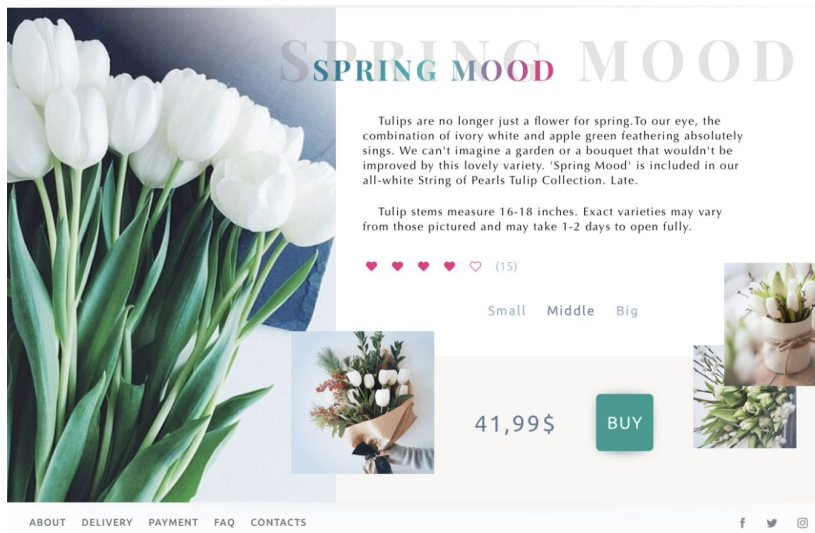 SPRING MOOD
SPRING MOOD
Tulips are no longer just a flower for spring.To our eye, the
combination of ivory white and apple green feathering absolutely
sings. We can't imagine a garden or a bouquet that wouldn't be
improved by this lovely variety. 'Spring Mood' is included in our
all-white String of Pearls Tulip Collection. Late.
Tulip stems measure 16-18 inches. Exact varieties may vary
from those pictured and may take 1-2 days to open fully.
(15)
Small Middle Big
41,99$ BUY
ABOUT DELIVERY PAYMENT FAQ CONTACTS